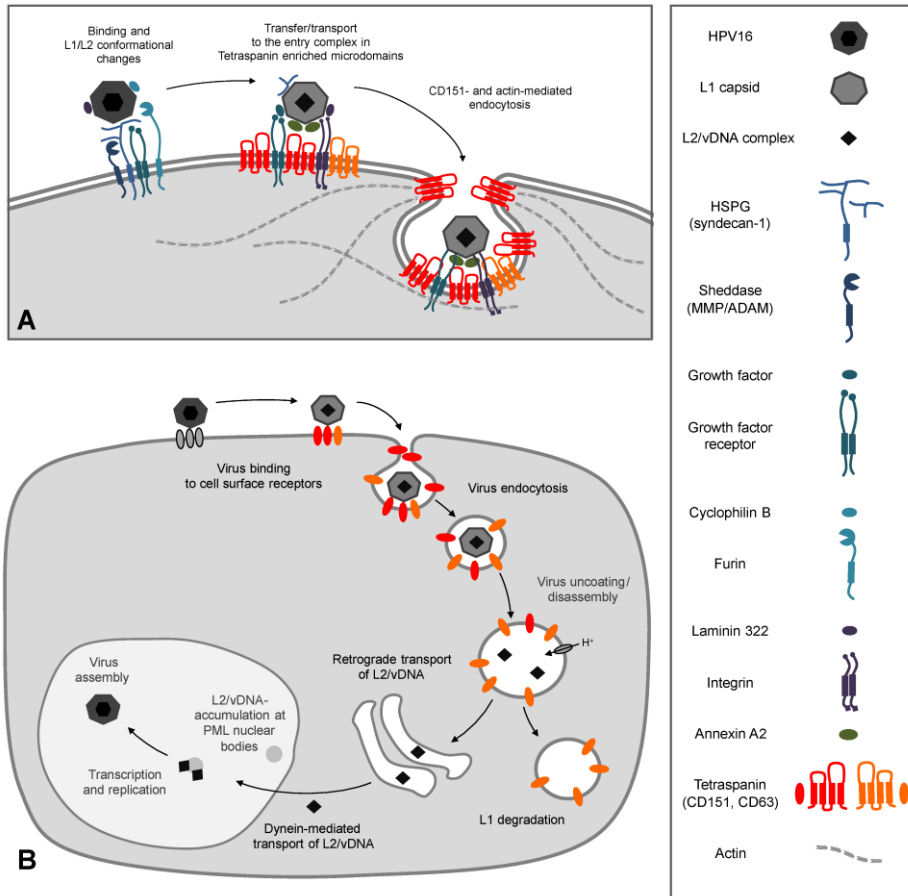 Binding and
L1/L2 conformational
changes
Transfer/transport
to the entry complex in
Tetraspanin enriched microdomains
CD151- and actin-mediated
endocytosis
A
Virus binding
to cell surface receptors
Virus endocytosis
Virus uncoating/
disassembly
H⁺
Retrograde transport
of L2/vDNA
Virus
assembly
L2/vDNA-
accumulation at
PML nuclear
bodies
Transcription
and replication
Dynein-mediated
transport of L2/vDNA
L1 degradation
B
HPV16
L1 capsid
L2/vDNA complex
HSPG
(syndecan-1)
Sheddase
(MMP/ADAM)
Growth factor
Growth factor
receptor
Cyclophilin B
Furin
Laminin 322
Integrin
Annexin A2
Tetraspanin
(CD151, CD63)
Actin